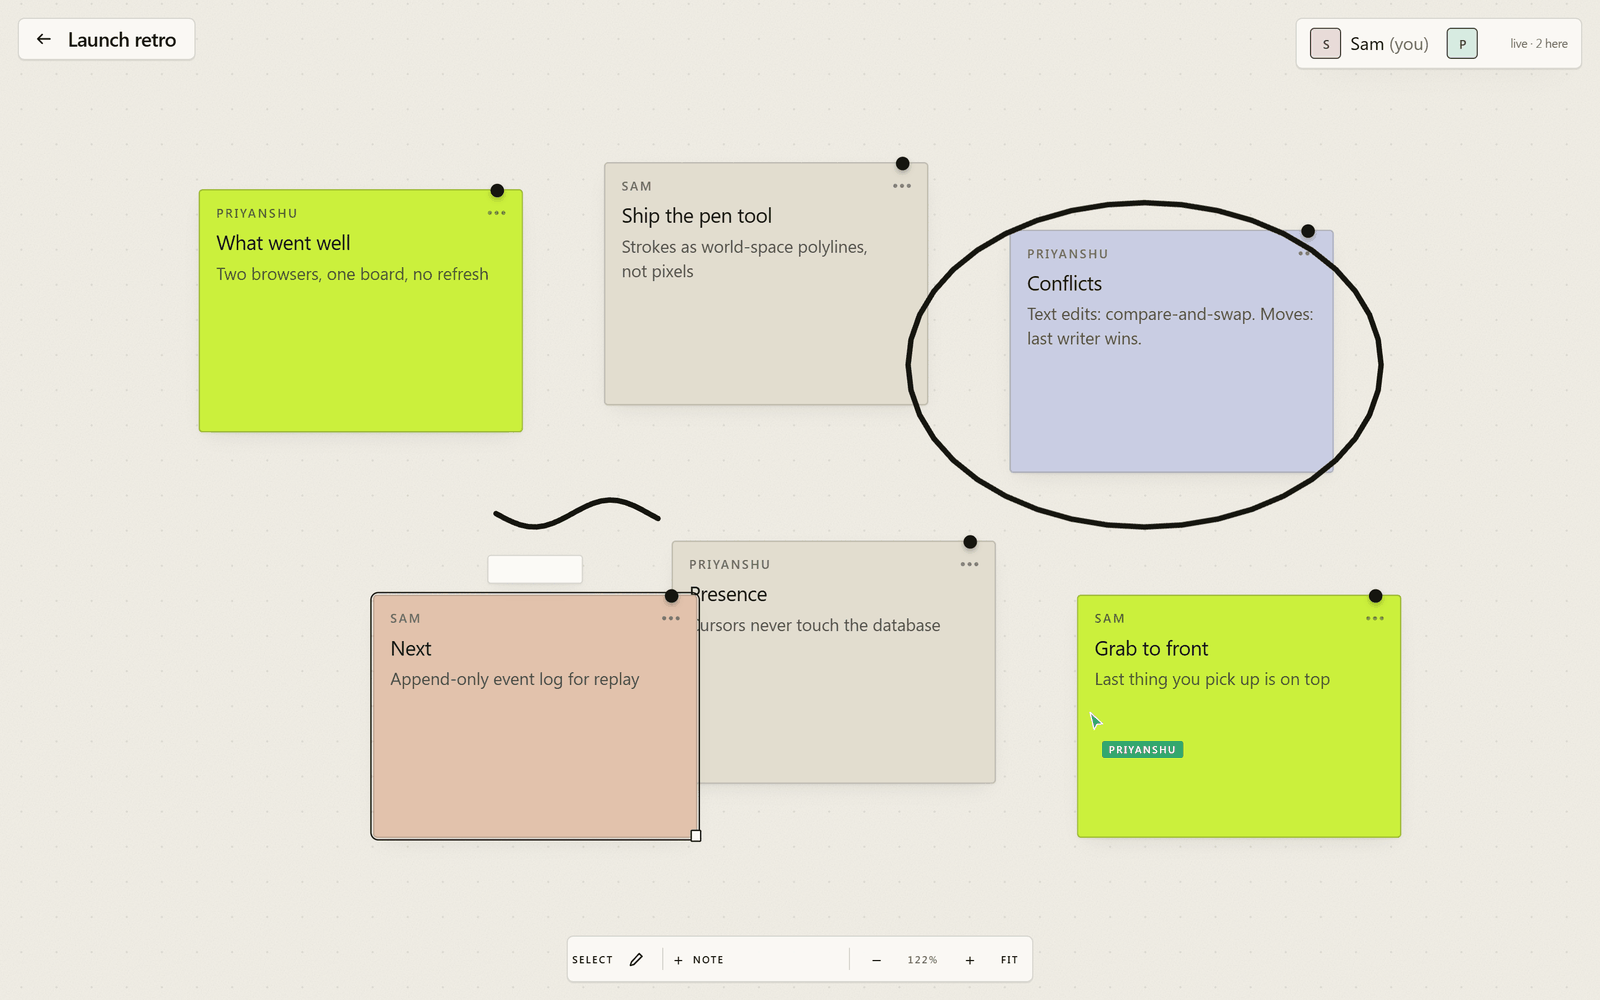 Launch retro
S Sam (you) P live · 2 here
PRIYANSHU
What went well
Two browsers, one board, no refresh
SAM
Ship the pen tool
Strokes as world-space polylines,
not pixels
PRIYANSHU
Conflicts
Text edits: compare-and-swap. Moves:
last writer wins.
SAM
Next
Append-only event log for replay
PRIYANSHU
Presence
Cursors never touch the database
SAM
Grab to front
Last thing you pick up is on top
PRIYANSHU
SELECT + NOTE − 122% + FIT